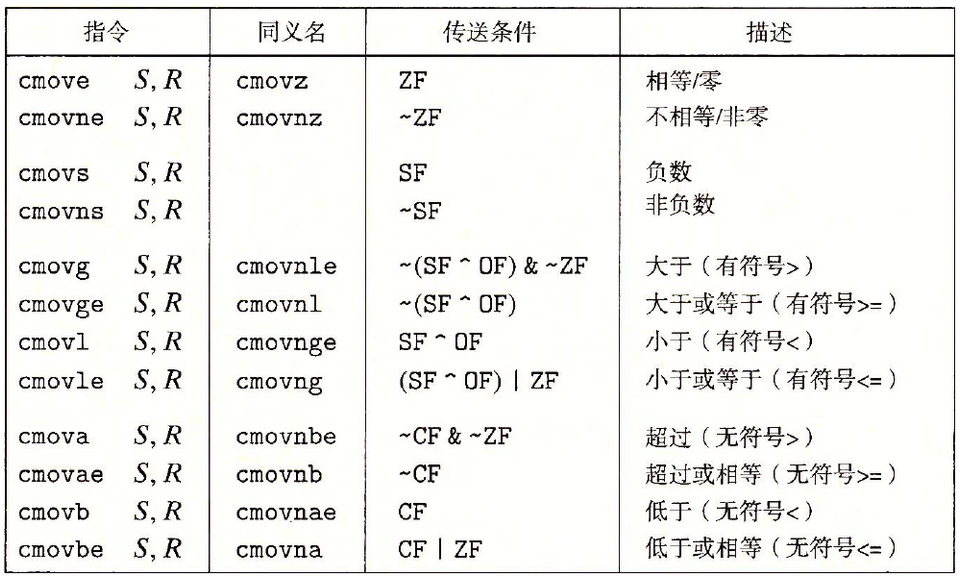 指令 同义名 传送条件 描述
cmove S, R cmovz ZF 相等/零
cmovne S, R cmovnz ~ZF 不相等/非零
cmovs S, R SF 负数
cmovns S, R ~SF 非负数
cmovg S, R cmovnle ~(SF ^ OF) & ~ZF 大于（有符号>）
cmovge S, R cmovnl ~(SF ^ OF) 大于或等于（有符号>=）
cmovl S, R cmovnge SF ^ OF 小于（有符号<）
cmovle S, R cmovng (SF ^ OF) | ZF 小于或等于（有符号<=）
cmova S, R cmovnbe ~CF & ~ZF 超过（无符号>）
cmovae S, R cmovnb ~CF 超过或相等（无符号>=）
cmovb S, R cmovnae CF 低于（无符号<）
cmovbe S, R cmovna CF | ZF 低于或相等（无符号<=）